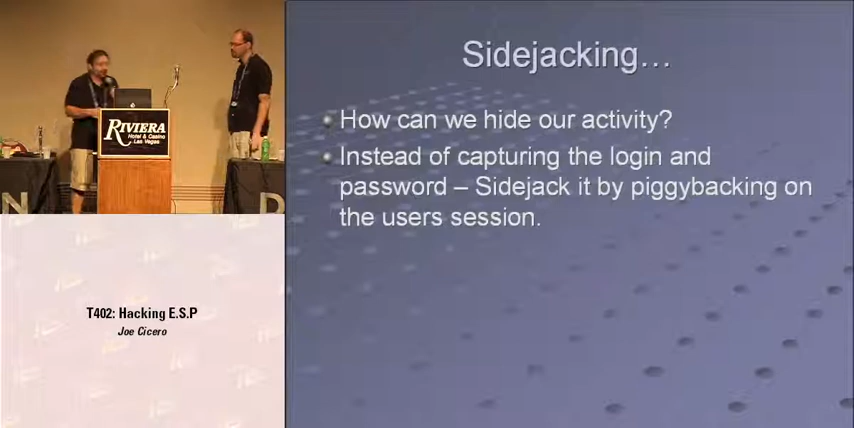 Sidejacking...
How can we hide our activity?
Instead of capturing the login and
password – Sidejack it by piggybacking on
the users session.
RIVIERA
Hotel & Casino
Las Vegas
N
D
T402: Hacking E.S.P
Joe Cicero